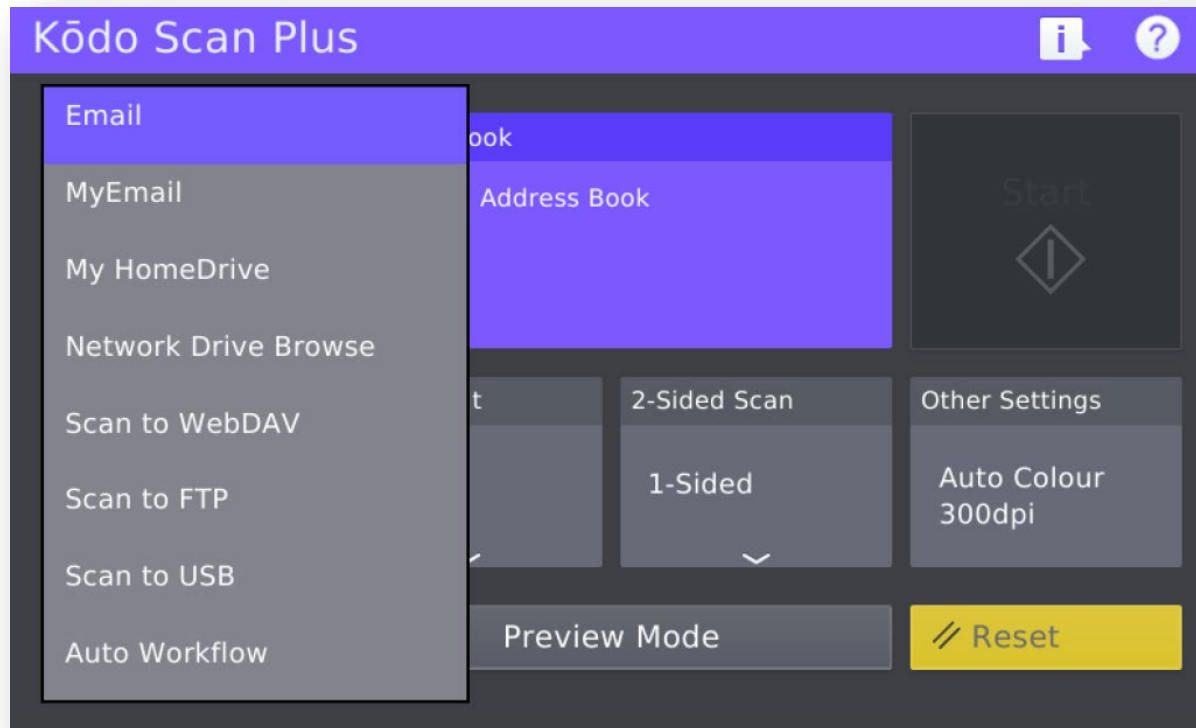 Kōdo Scan Plus
i
?
Email
MyEmail
My HomeDrive
Network Drive Browse
Scan to WebDAV
Scan to FTP
Scan to USB
Auto Workflow
ook
Address Book
Start
t
2-Sided Scan
1-Sided
Other Settings
Auto Colour
300dpi
Preview Mode
Reset